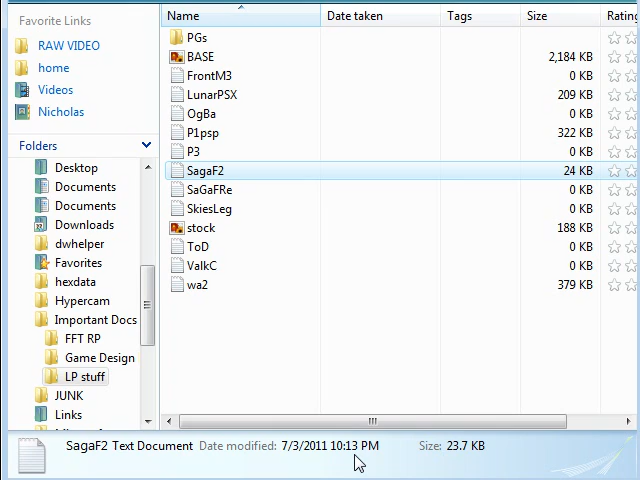 Favorite Links
RAW VIDEO
home
Videos
Nicholas
Folders
Desktop
Documents
Documents
Downloads
dwhelper
Favorites
hexdata
Hypercam
Important Docs
FFT RP
Game Design
LP stuff
JUNK
Links
Name Date taken Tags Size Rating
PGs
BASE 2,184 KB
FrontM3 0 KB
LunarPSX 209 KB
OgBa 0 KB
P1psp 322 KB
P3 0 KB
SagaF2 24 KB
SaGaFRe 0 KB
SkiesLeg 0 KB
stock 188 KB
ToD 0 KB
ValkC 0 KB
wa2 379 KB
SagaF2 Text Document Date modified: 7/3/2011 10:13 PM Size: 23.7 KB